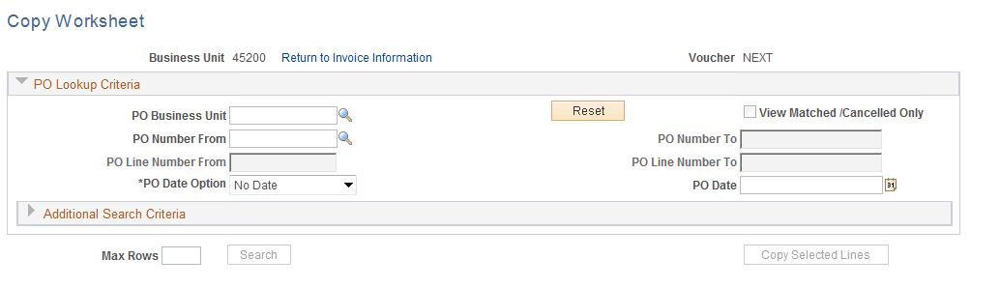 Copy Worksheet
Business Unit 45200 Return to Invoice Information Voucher NEXT
PO Lookup Criteria
PO Business Unit Reset View Matched /Cancelled Only
PO Number From PO Number To
PO Line Number From PO Line Number To
*PO Date Option No Date PO Date 31
Additional Search Criteria
Max Rows Search Copy Selected Lines